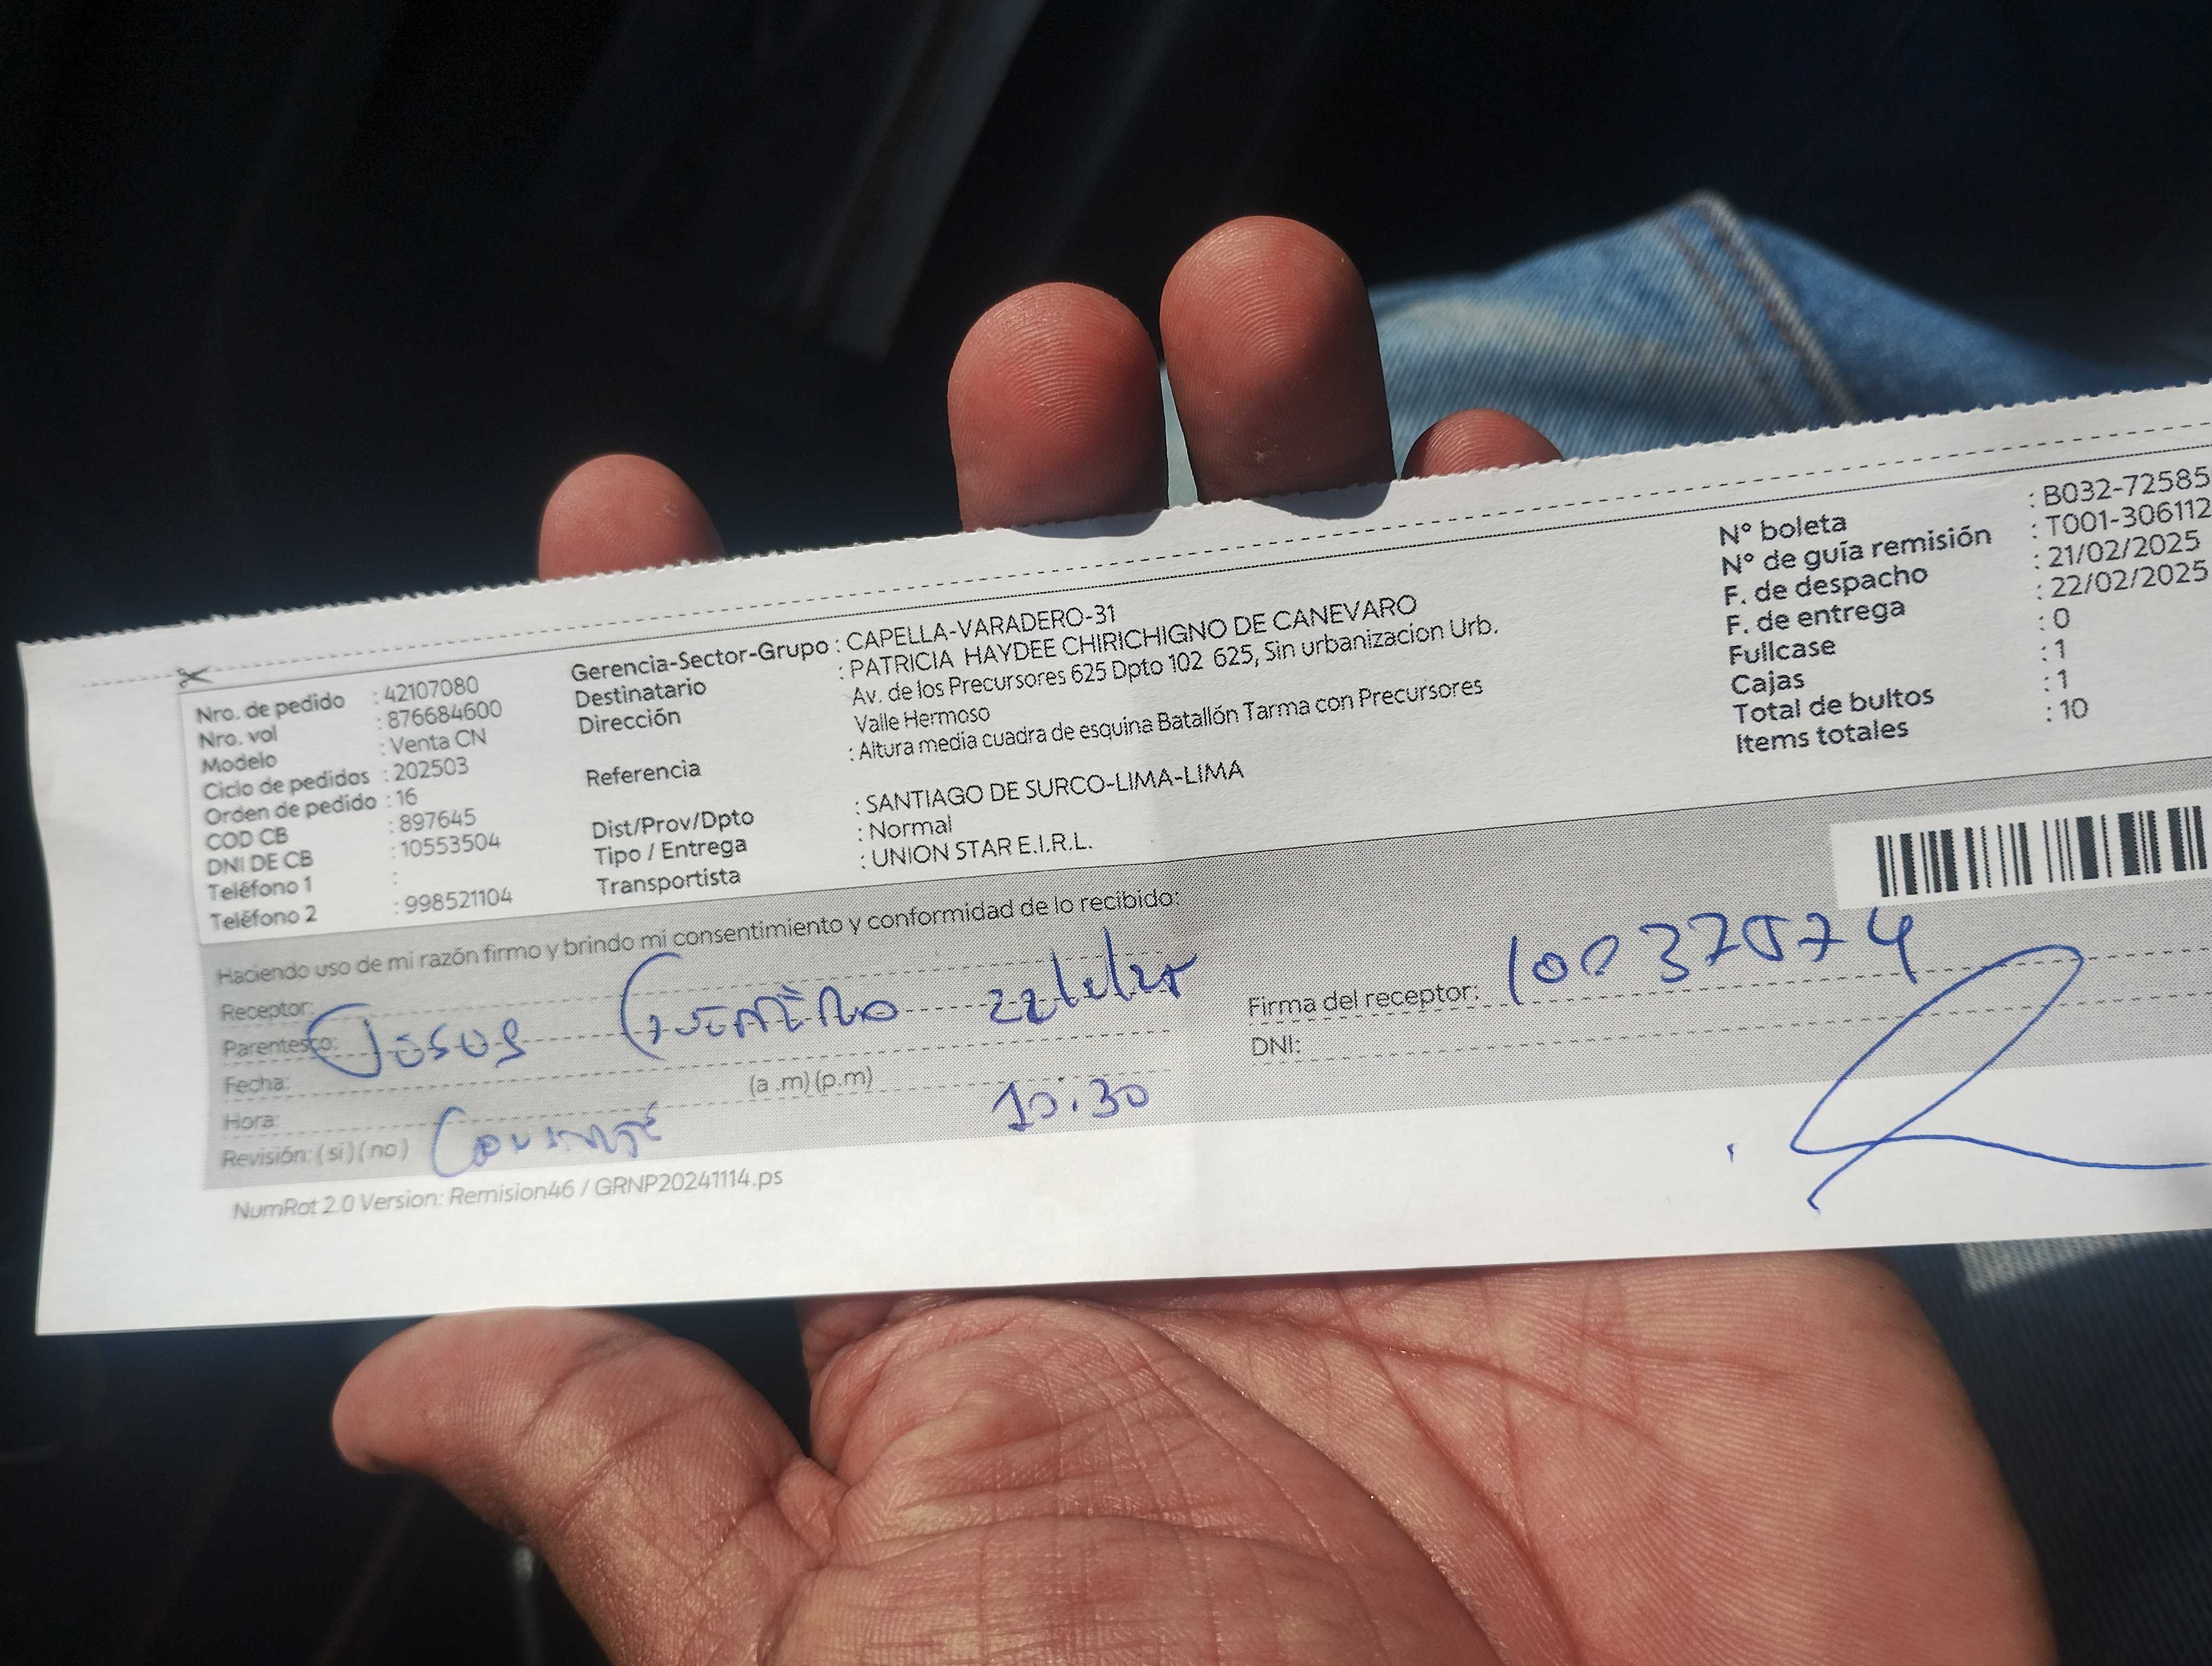 Nro. de pedido : 42107080
Nro. vol : 876684600
Modelo : Venta CN
Ciclo de pedidos : 202503
Orden de pedido : 16
COD CB : 897645
DNI DE CB : 10553504
Teléfono 1 :
Teléfono 2 : 998521104
Gerencia-Sector-Grupo : CAPELLA-VARADERO-31
Destinatario : PATRICIA HAYDEE CHIRICHIGNO DE CANEVARO
Dirección Av. de los Precursores 625 Dpto 102 625, Sin urbanizacion Urb.
Valle Hermoso
Referencia : Altura media cuadra de esquina Batallón Tarma con Precursores
Dist/Prov/Dpto : SANTIAGO DE SURCO-LIMA-LIMA
Tipo / Entrega : Normal
Transportista : UNION STAR E.I.R.L.
N° boleta : B032-72585
N° de guía remisión : T001-306112
F. de despacho : 21/02/2025
F. de entrega : 22/02/2025
Fullcase : 0
Cajas : 1
Total de bultos : 1
Items totales : 10
Haciendo uso de mi razón firmo y brindo mi consentimiento y conformidad de lo recibido:
Receptor:
Parentesco:
Fecha:
Hora: (a .m) (p.m)
Revisión: ( si ) ( no )
10:30
Firma del receptor:
DNI:
NumRot 2.0 Version: Remision46 / GRNP20241114.ps